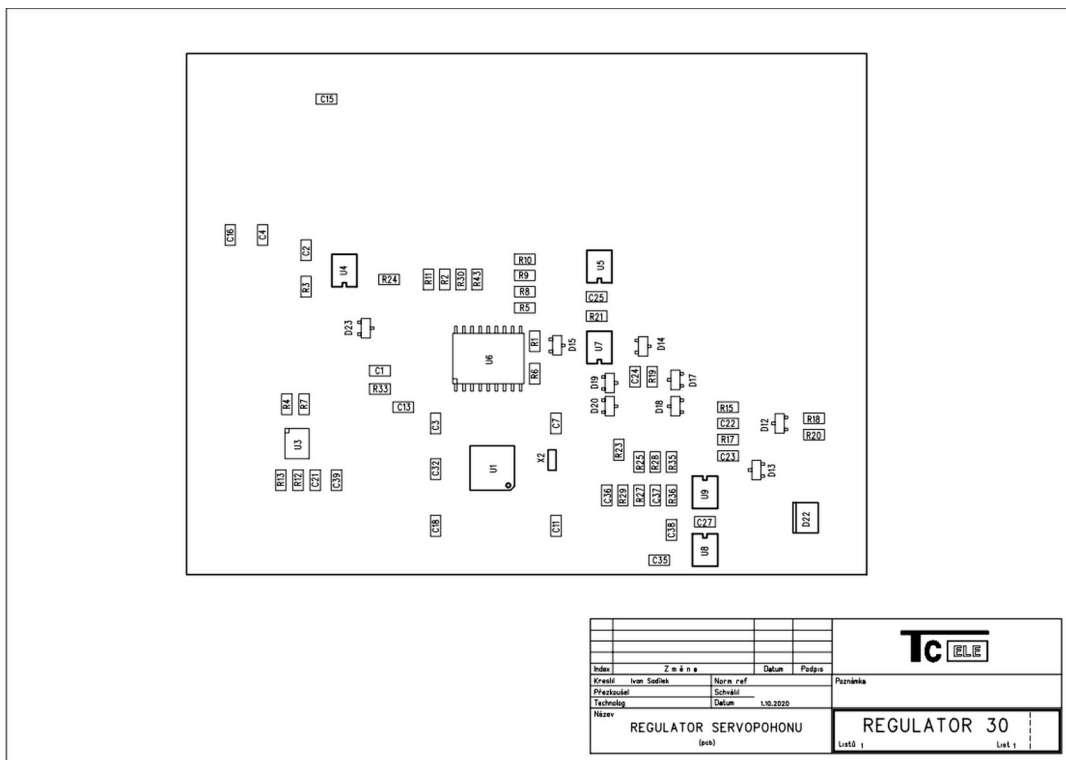 C15
C16
C4
C2
R3
U4
R24
R11
R2
R30
R43
R10
R9
R8
R5
U5
C25
R21
D23
U6
R1
R6
D15
U7
D14
C24
R19
D17
D19
D20
D18
C1
R33
C13
R4
R7
U3
C3
C7
R15
C22
R17
C23
D12
R18
R20
R13
R12
C21
C39
C32
U1
X2
R23
R25
R28
R35
D13
C36
R29
R27
C37
R36
U9
D22
C18
C11
C38
C27
C35
U8
TC ELE
Index Změna Datum Podpis
Kreslil Ivan Sedílek Norm ref
Poznámka
Přezkoušel Schválil
Technolog Datum 1.10.2020
Název
REGULATOR SERVOPOHONU
(pcb)
REGULATOR 30
Listů 1 List 1